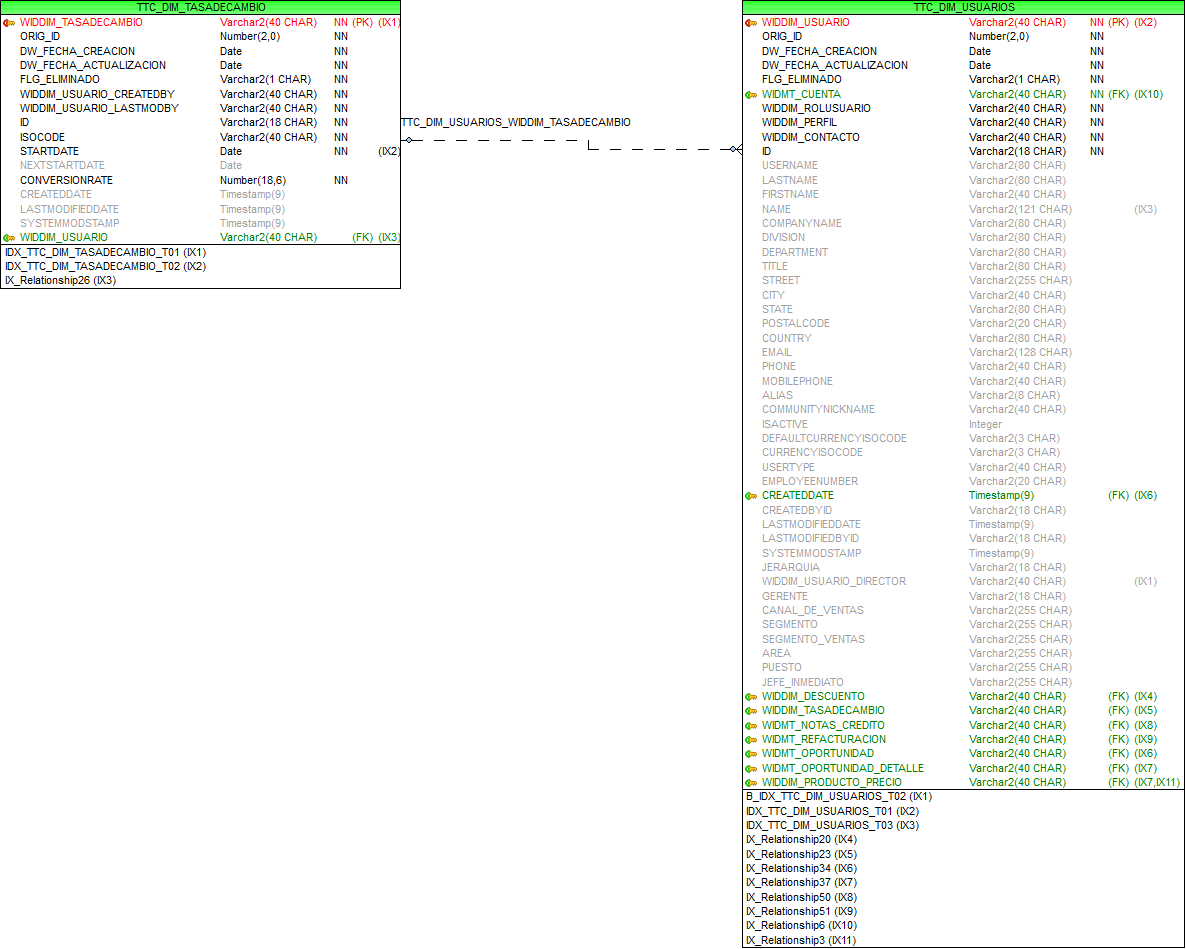 TTC_DIM_TASADECAMBIO
WIDDIM_TASADECAMBIO Varchar2(40 CHAR) NN (PK) (IX1)
ORIG_ID Number(2,0) NN
DW_FECHA_CREACION Date NN
DW_FECHA_ACTUALIZACION Date NN
FLG_ELIMINADO Varchar2(1 CHAR) NN
WIDDIM_USUARIO_CREATEDBY Varchar2(40 CHAR) NN
WIDDIM_USUARIO_LASTMODBY Varchar2(40 CHAR) NN
ID Varchar2(18 CHAR) NN
ISOCODE Varchar2(40 CHAR) NN
STARTDATE Date NN (IX2)
NEXTSTARTDATE Date
CONVERSIONRATE Number(18,6) NN
CREATEDDATE Timestamp(9)
LASTMODIFIEDDATE Timestamp(9)
SYSTEMMODSTAMP Timestamp(9)
WIDDIM_USUARIO Varchar2(40 CHAR) (FK) (IX3)
IDX_TTC_DIM_TASADECAMBIO_T01 (IX1)
IDX_TTC_DIM_TASADECAMBIO_T02 (IX2)
IX_Relationship26 (IX3)
TTC_DIM_USUARIOS_WIDDIM_TASADECAMBIO
TTC_DIM_USUARIOS
WIDDIM_USUARIO Varchar2(40 CHAR) NN (PK) (IX2)
ORIG_ID Number(2,0) NN
DW_FECHA_CREACION Date NN
DW_FECHA_ACTUALIZACION Date NN
FLG_ELIMINADO Varchar2(1 CHAR) NN
WIDMT_CUENTA Varchar2(40 CHAR) NN (FK) (IX10)
WIDDIM_ROLUSUARIO Varchar2(40 CHAR) NN
WIDDIM_PERFIL Varchar2(40 CHAR) NN
WIDDIM_CONTACTO Varchar2(40 CHAR) NN
ID Varchar2(18 CHAR) NN
USERNAME Varchar2(80 CHAR)
LASTNAME Varchar2(80 CHAR)
FIRSTNAME Varchar2(40 CHAR)
NAME Varchar2(121 CHAR) (IX3)
COMPANYNAME Varchar2(80 CHAR)
DIVISION Varchar2(80 CHAR)
DEPARTMENT Varchar2(80 CHAR)
TITLE Varchar2(80 CHAR)
STREET Varchar2(255 CHAR)
CITY Varchar2(40 CHAR)
STATE Varchar2(80 CHAR)
POSTALCODE Varchar2(20 CHAR)
COUNTRY Varchar2(80 CHAR)
EMAIL Varchar2(128 CHAR)
PHONE Varchar2(40 CHAR)
MOBILEPHONE Varchar2(40 CHAR)
ALIAS Varchar2(8 CHAR)
COMMUNITYNICKNAME Varchar2(40 CHAR)
ISACTIVE Integer
DEFAULTCURRENCYISOCODE Varchar2(3 CHAR)
CURRENCYISOCODE Varchar2(3 CHAR)
USERTYPE Varchar2(40 CHAR)
EMPLOYEENUMBER Varchar2(20 CHAR)
CREATEDDATE Timestamp(9) (FK) (IX6)
CREATEDBYID Varchar2(18 CHAR)
LASTMODIFIEDDATE Timestamp(9)
LASTMODIFIEDBYID Varchar2(18 CHAR)
SYSTEMMODSTAMP Timestamp(9)
JERARQUIA Varchar2(18 CHAR)
WIDDIM_USUARIO_DIRECTOR Varchar2(40 CHAR) (IX1)
GERENTE Varchar2(18 CHAR)
CANAL_DE_VENTAS Varchar2(255 CHAR)
SEGMENTO Varchar2(255 CHAR)
SEGMENTO_VENTAS Varchar2(255 CHAR)
AREA Varchar2(255 CHAR)
PUESTO Varchar2(255 CHAR)
JEFE_INMEDIATO Varchar2(255 CHAR)
WIDDIM_DESCUENTO Varchar2(40 CHAR) (FK) (IX4)
WIDDIM_TASADECAMBIO Varchar2(40 CHAR) (FK) (IX5)
WIDMT_NOTAS_CREDITO Varchar2(40 CHAR) (FK) (IX8)
WIDMT_REFACTURACION Varchar2(40 CHAR) (FK) (IX9)
WIDMT_OPORTUNIDAD Varchar2(40 CHAR) (FK) (IX6)
WIDMT_OPORTUNIDAD_DETALLE Varchar2(40 CHAR) (FK) (IX7)
WIDDIM_PRODUCTO_PRECIO Varchar2(40 CHAR) (FK) (IX7,IX11)
B_IDX_TTC_DIM_USUARIOS_T02 (IX1)
IDX_TTC_DIM_USUARIOS_T01 (IX2)
IDX_TTC_DIM_USUARIOS_T03 (IX3)
IX_Relationship20 (IX4)
IX_Relationship23 (IX5)
IX_Relationship34 (IX6)
IX_Relationship37 (IX7)
IX_Relationship50 (IX8)
IX_Relationship51 (IX9)
IX_Relationship6 (IX10)
IX_Relationship3 (IX11)